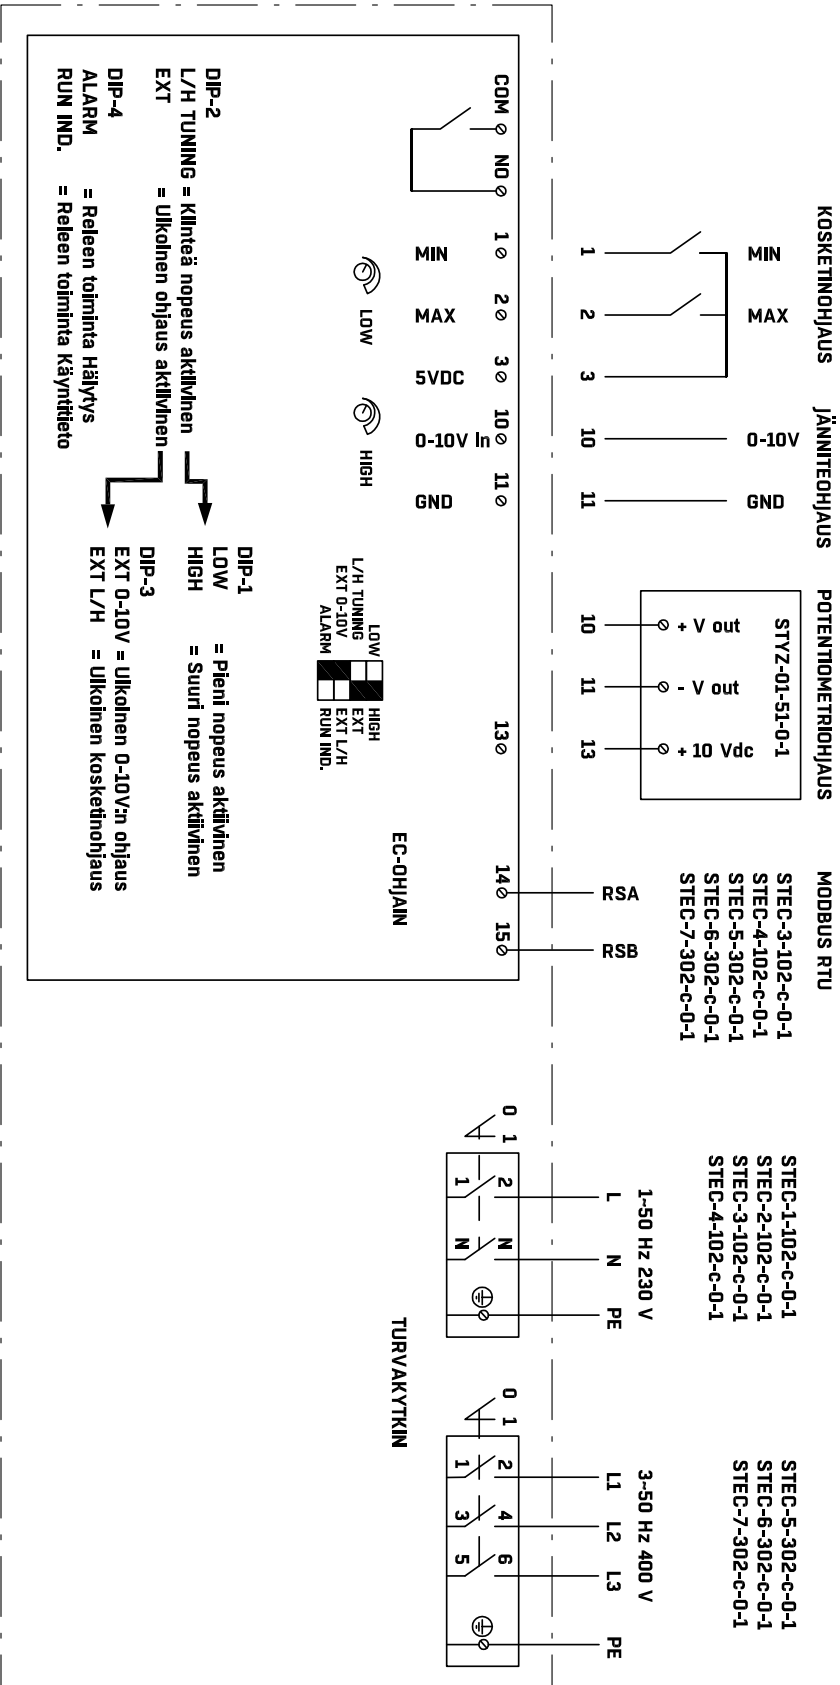 KOSKETINOHJAUS
MIN
MAX
1
2
3
JÄNNITEOHJAUS
0-10V
GND
10
11
POTENTIOMETRIOHJAUS
STYZ-01-51-0-1
+ V out
- V out
+ 10 Vdc
10
11
13
MODBUS RTU
STEC-3-102-c-0-1
STEC-4-102-c-0-1
STEC-5-302-c-0-1
STEC-6-302-c-0-1
STEC-7-302-c-0-1
RSA
RSB
STEC-1-102-c-0-1
STEC-2-102-c-0-1
STEC-3-102-c-0-1
STEC-4-102-c-0-1
1~50 Hz 230 V
L
N
PE
0 1
2 N
1 N
STEC-5-302-c-0-1
STEC-6-302-c-0-1
STEC-7-302-c-0-1
3~50 Hz 400 V
L1
L2
L3
PE
0 1
2 4 6
1 3 5
TURVAKYTKIN
COM
NO
1
2
3
10
11
13
14
15
MIN
MAX
5VDC
0-10V In
GND
LOW
HIGH
EC-OHJAIN
LOW
L/H TUNING
EXT 0-10V
ALARM
HIGH
EXT
EXT L/H
RUN IND.
DIP-2
L/H TUNING = Kiinteä nopeus aktiivinen
EXT = Ulkoinen ohjaus aktiivinen
DIP-4
ALARM = Releen toiminta Hälytys
RUN IND. = Releen toiminta Käyntitieto
DIP-1
LOW = Pieni nopeus aktiivinen
HIGH = Suuri nopeus aktiivinen
DIP-3
EXT 0-10V = Ulkoinen 0-10V:n ohjaus
EXT L/H = Ulkoinen kosketinohjaus